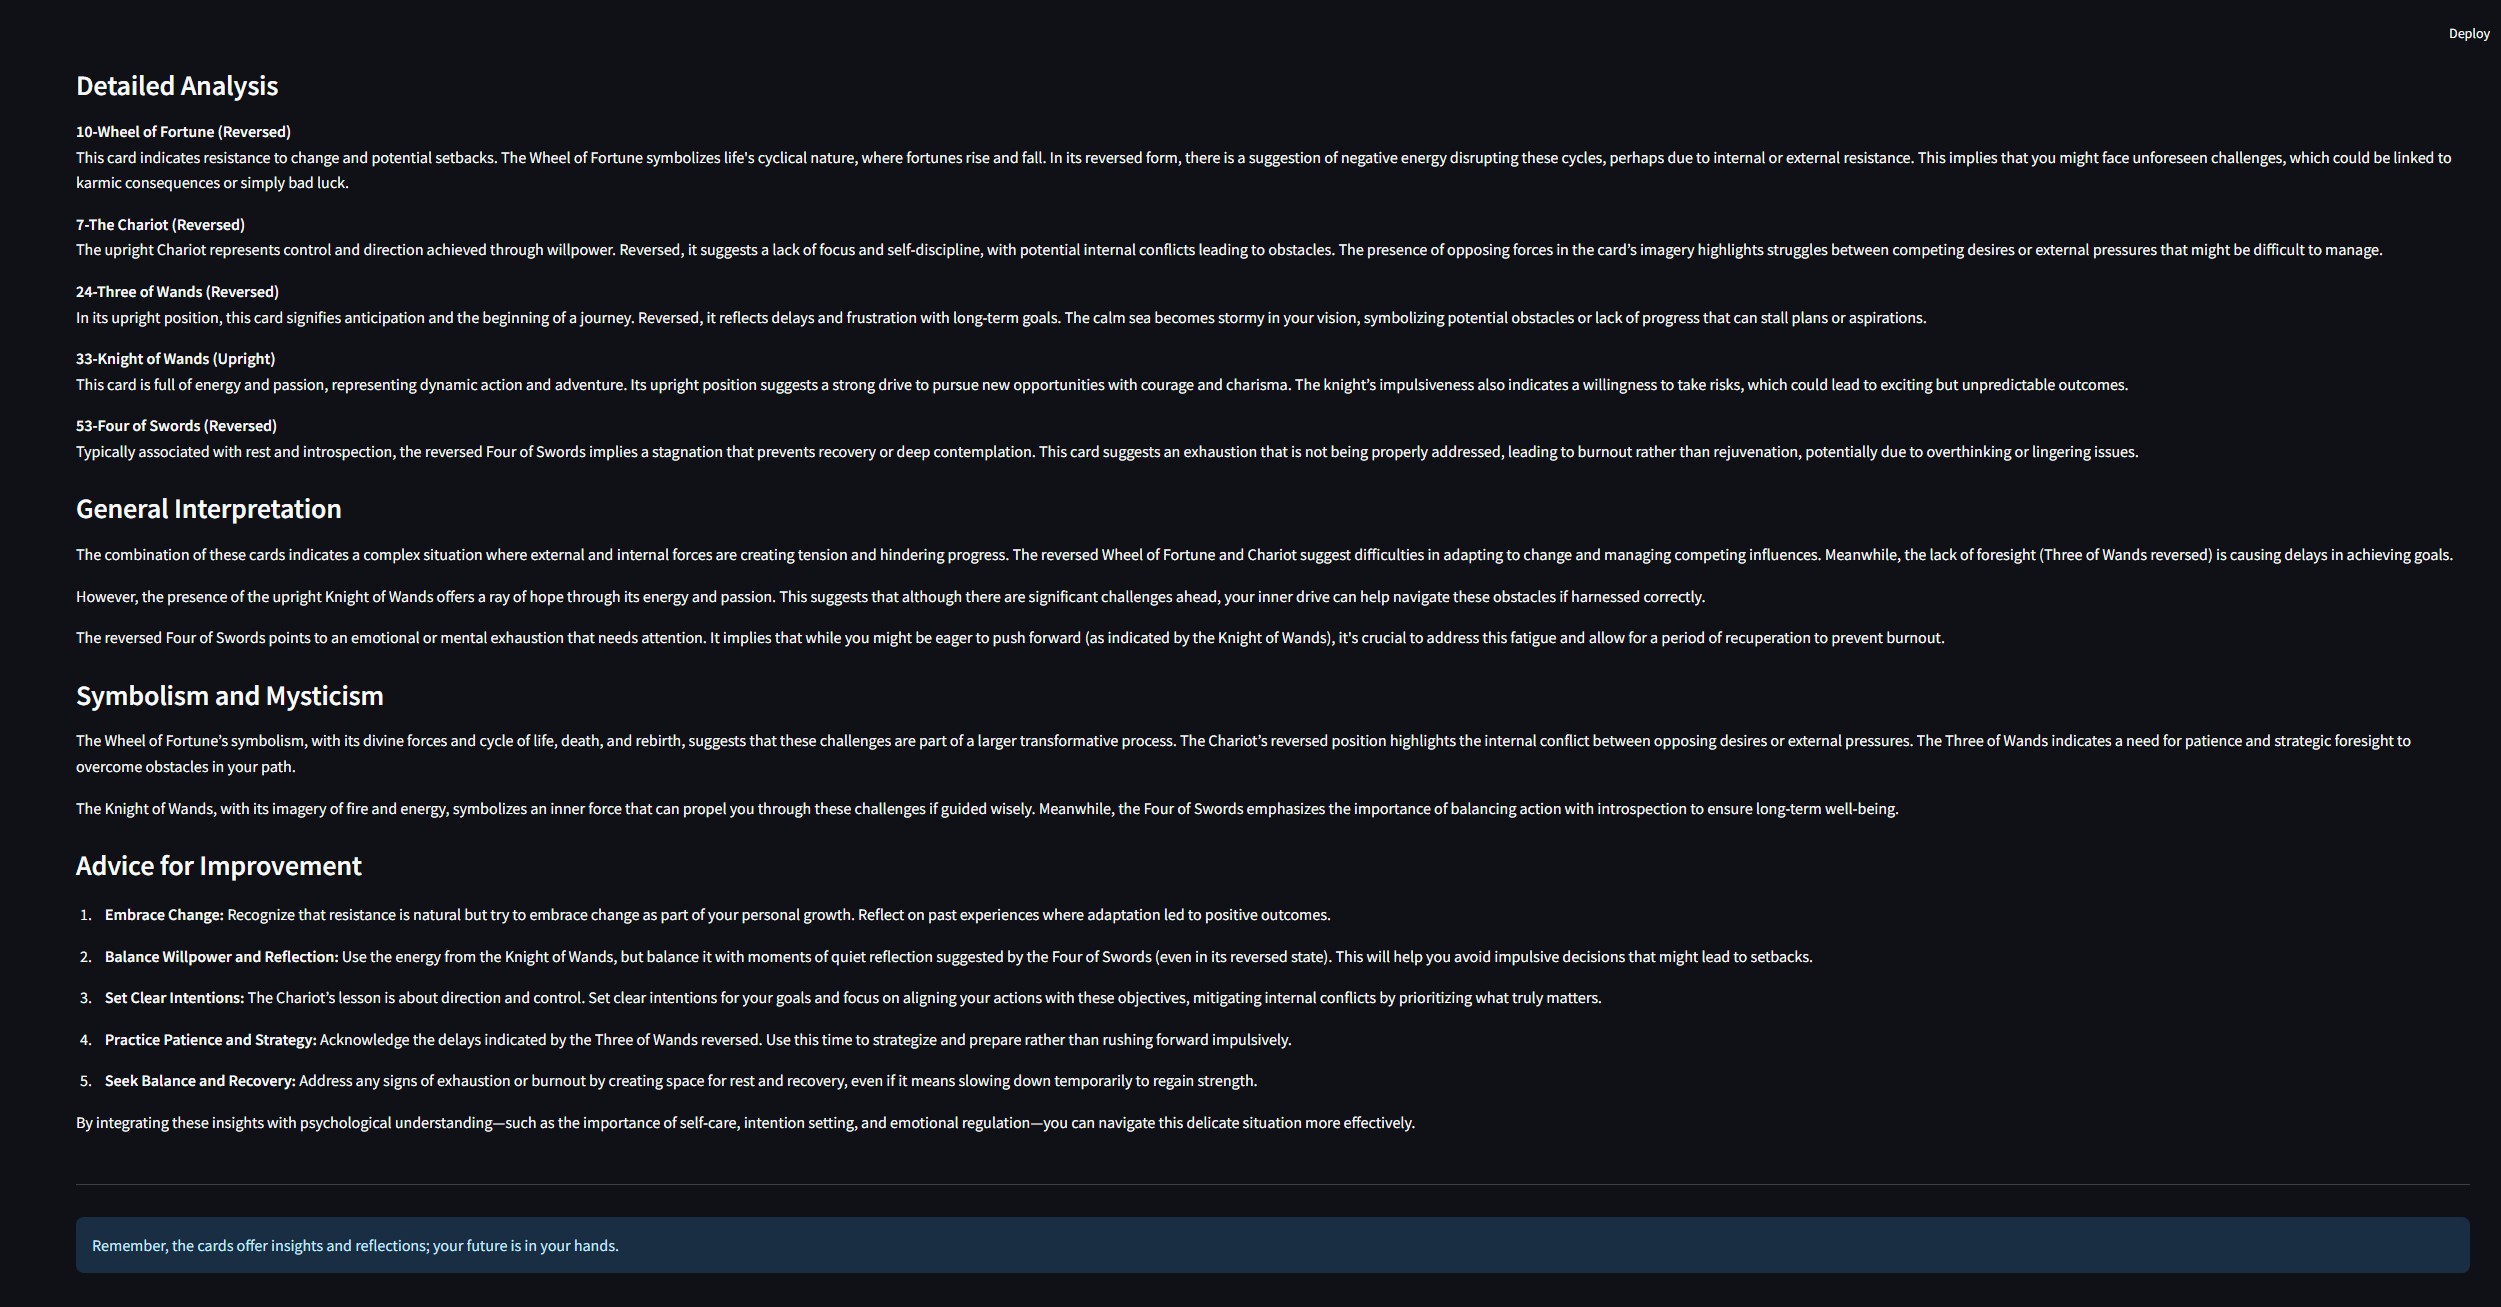 Deploy
Detailed Analysis
10-Wheel of Fortune (Reversed)
This card indicates resistance to change and potential setbacks. The Wheel of Fortune symbolizes life's cyclical nature, where fortunes rise and fall. In its reversed form, there is a suggestion of negative energy disrupting these cycles, perhaps due to internal or external resistance. This implies that you might face unforeseen challenges, which could be linked to
karmic consequences or simply bad luck.
7-The Chariot (Reversed)
The upright Chariot represents control and direction achieved through willpower. Reversed, it suggests a lack of focus and self-discipline, with potential internal conflicts leading to obstacles. The presence of opposing forces in the card’s imagery highlights struggles between competing desires or external pressures that might be difficult to manage.
24-Three of Wands (Reversed)
In its upright position, this card signifies anticipation and the beginning of a journey. Reversed, it reflects delays and frustration with long-term goals. The calm sea becomes stormy in your vision, symbolizing potential obstacles or lack of progress that can stall plans or aspirations.
33-Knight of Wands (Upright)
This card is full of energy and passion, representing dynamic action and adventure. Its upright position suggests a strong drive to pursue new opportunities with courage and charisma. The knight’s impulsiveness also indicates a willingness to take risks, which could lead to exciting but unpredictable outcomes.
53-Four of Swords (Reversed)
Typically associated with rest and introspection, the reversed Four of Swords implies a stagnation that prevents recovery or deep contemplation. This card suggests an exhaustion that is not being properly addressed, leading to burnout rather than rejuvenation, potentially due to overthinking or lingering issues.
General Interpretation
The combination of these cards indicates a complex situation where external and internal forces are creating tension and hindering progress. The reversed Wheel of Fortune and Chariot suggest difficulties in adapting to change and managing competing influences. Meanwhile, the lack of foresight (Three of Wands reversed) is causing delays in achieving goals.
However, the presence of the upright Knight of Wands offers a ray of hope through its energy and passion. This suggests that although there are significant challenges ahead, your inner drive can help navigate these obstacles if harnessed correctly.
The reversed Four of Swords points to an emotional or mental exhaustion that needs attention. It implies that while you might be eager to push forward (as indicated by the Knight of Wands), it's crucial to address this fatigue and allow for a period of recuperation to prevent burnout.
Symbolism and Mysticism
The Wheel of Fortune’s symbolism, with its divine forces and cycle of life, death, and rebirth, suggests that these challenges are part of a larger transformative process. The Chariot’s reversed position highlights the internal conflict between opposing desires or external pressures. The Three of Wands indicates a need for patience and strategic foresight to
overcome obstacles in your path.
The Knight of Wands, with its imagery of fire and energy, symbolizes an inner force that can propel you through these challenges if guided wisely. Meanwhile, the Four of Swords emphasizes the importance of balancing action with introspection to ensure long-term well-being.
Advice for Improvement
1. Embrace Change: Recognize that resistance is natural but try to embrace change as part of your personal growth. Reflect on past experiences where adaptation led to positive outcomes.
2. Balance Willpower and Reflection: Use the energy from the Knight of Wands, but balance it with moments of quiet reflection suggested by the Four of Swords (even in its reversed state). This will help you avoid impulsive decisions that might lead to setbacks.
3. Set Clear Intentions: The Chariot’s lesson is about direction and control. Set clear intentions for your goals and focus on aligning your actions with these objectives, mitigating internal conflicts by prioritizing what truly matters.
4. Practice Patience and Strategy: Acknowledge the delays indicated by the Three of Wands reversed. Use this time to strategize and prepare rather than rushing forward impulsively.
5. Seek Balance and Recovery: Address any signs of exhaustion or burnout by creating space for rest and recovery, even if it means slowing down temporarily to regain strength.
By integrating these insights with psychological understanding—such as the importance of self-care, intention setting, and emotional regulation—you can navigate this delicate situation more effectively.
Remember, the cards offer insights and reflections; your future is in your hands.